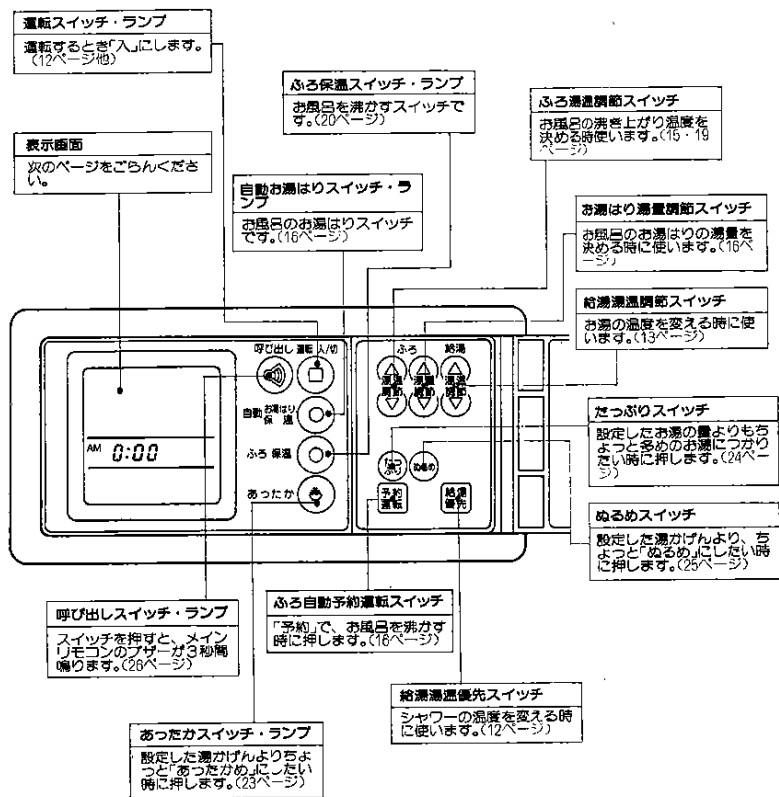 運転スイッチ・ランプ
運転するとき「入」にします。
(12ページ他)
ふろ保温スイッチ・ランプ
お風呂を沸かすスイッチで
す。(20ページ)
ふろ湯温調節スイッチ
お風呂の沸き上がり温度を
決める時使います。(15・19
ページ)
表示画面
次のページをごらんくださ
い。
自動お湯はりスイッチ・ラ
ンプ
お風呂のお湯はりスイッチ
です。(16ページ)
お湯はり湯量調節スイッチ
お風呂のお湯はりの湯量を
決める時に使います。(16ペ
ージ)
給湯湯温調節スイッチ
お湯の温度を変える時に使
います。(13ページ)
呼び出し 運転 入/切
ふろ 給湯
湯温調節 湯量調節 湯温調節
自動 お湯はり
保温
AM 0:00
ふろ 保温
たっぷり ぬるめ
あったか
予約
運転
給湯
優先
たっぷりスイッチ
設定したお湯の量よりもち
ょっと多めのお湯につかり
たい時に押します。(24ペー
ジ)
ぬるめスイッチ
設定した湯かげんより、ち
ょっと「ぬるめ」にしたい時
に押します。(25ページ)
呼び出しスイッチ・ランプ
スイッチを押すと、メイン
リモコンのブザーが3秒間
鳴ります。(26ページ)
ふろ自動予約運転スイッチ
「予約」で、お風呂を沸かす
時に押します。(18ページ)
給湯湯温優先スイッチ
シャワーの温度を変える時
に使います。(12ページ)
あったかスイッチ・ランプ
設定した湯かげんよりちょ
っと「あったかめ」にしたい
時に押します。(23ページ)